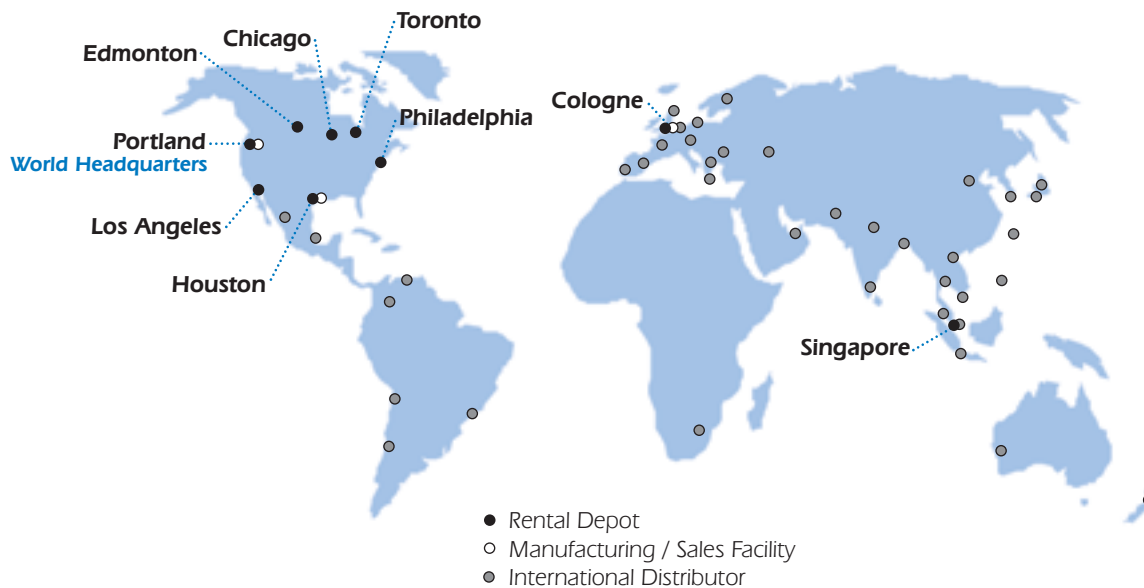 Toronto
Chicago
Edmonton
Cologne
Philadelphia
Portland
World Headquarters
Los Angeles
Houston
Singapore
Rental Depot
Manufacturing / Sales Facility
International Distributor